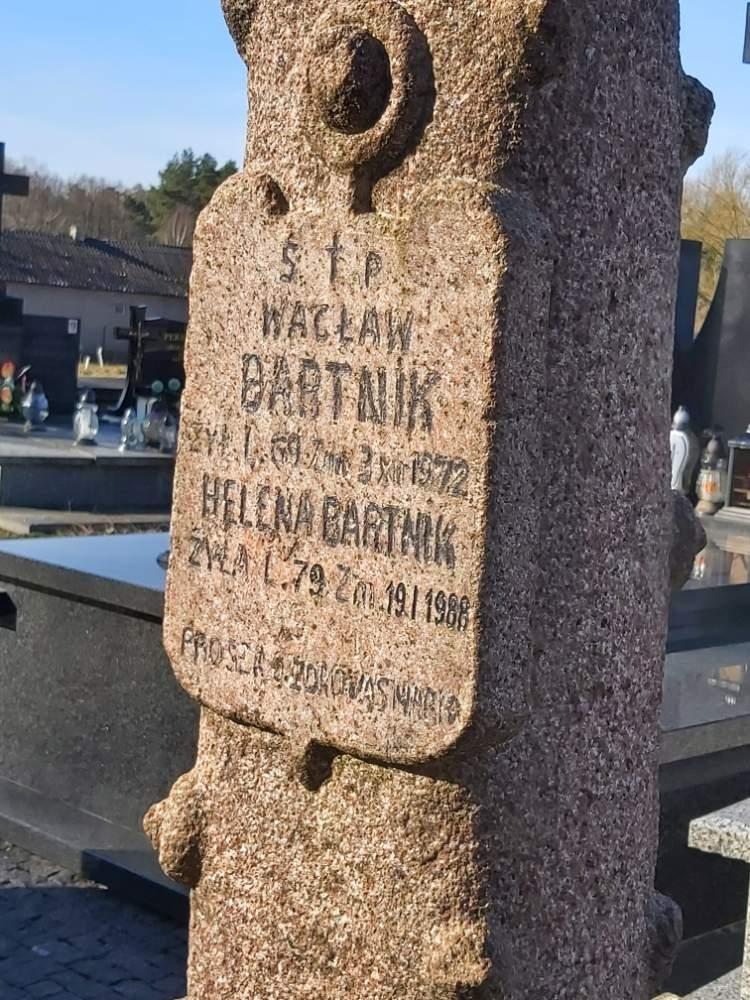 Ś † P
WACŁAW
BARTNIK
ŻYŁ L. 69 Zm. 3 XII 1972
HELENA BARTNIK
ŻYŁA L. 79. Zm. 19 I 1988
PROSZĄ O ZDROWAŚ MARIO